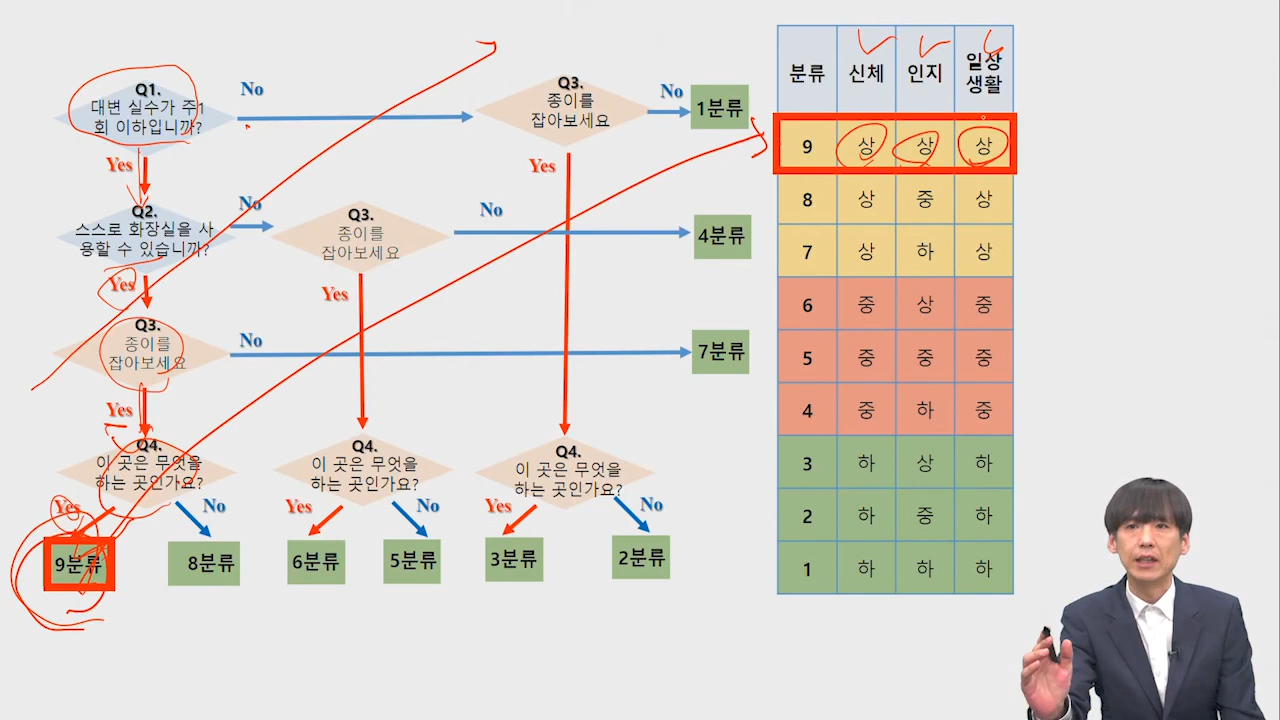 Q1.
대변 실수가 주1
회 이하입니까?
No
Q3.
종이를
잡아보세요
No
1분류
Yes
Yes
Q2.
스스로 화장실을 사
용할 수 있습니까?
No
Q3.
종이를
잡아보세요
No
4분류
Yes
Yes
Q3.
종이를
잡아보세요
No
7분류
Yes
Q4.
이 곳은 무엇을
하는 곳인가요?
Yes
No
9분류
8분류
Q4.
이 곳은 무엇을
하는 곳인가요?
Yes
No
6분류
5분류
Q4.
이 곳은 무엇을
하는 곳인가요?
Yes
No
3분류
2분류
분류 신체 인지 일상
생활
9 상 상 상
8 상 중 상
7 상 하 상
6 중 상 중
5 중 중 중
4 중 하 중
3 하 상 하
2 하 중 하
1 하 하 하